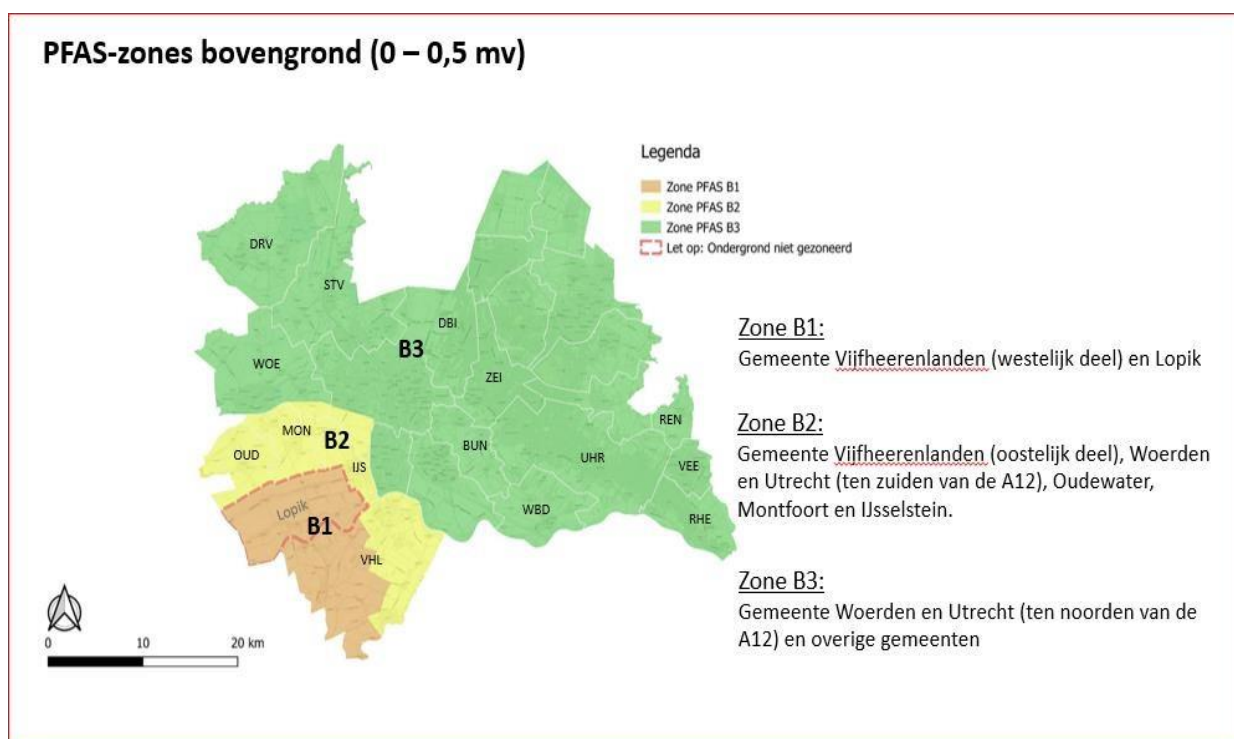 PFAS-zones bovengrond (0 – 0,5 mv)
Legenda
Zone PFAS B1
Zone PFAS B2
Zone PFAS B3
Let op: Ondergrond niet gezoneerd
DRV
STV
DBI
B3
WOE
ZEI
REN
MON
B2
BUN
OUD
IJS
UHR
VEE
Lopik
B1
WBD
RHE
VHL
0 10 20 km
Zone B1:
Gemeente Vijfheerenlanden (westelijk deel) en Lopik
Zone B2:
Gemeente Vijfheerenlanden (oostelijk deel), Woerden
en Utrecht (ten zuiden van de A12), Oudewater,
Montfoort en IJsselstein.
Zone B3:
Gemeente Woerden en Utrecht (ten noorden van de
A12) en overige gemeenten